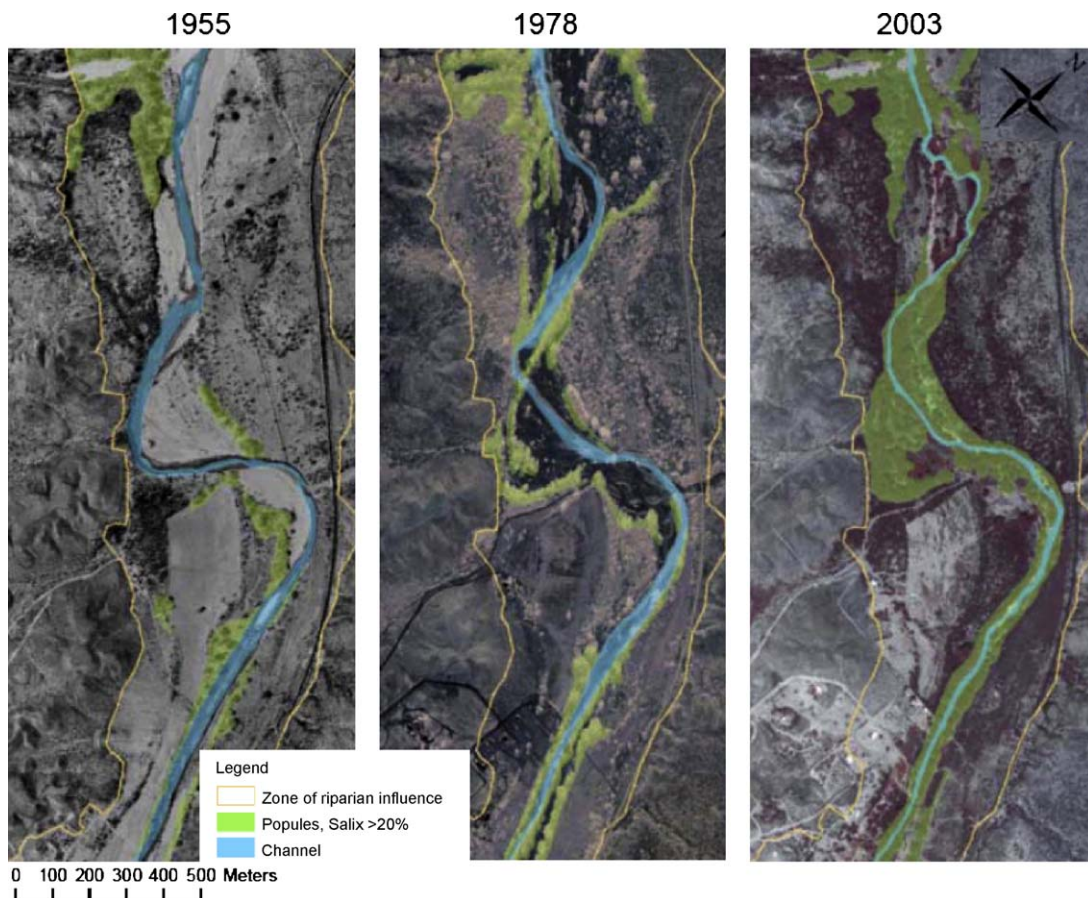 1955 1978 2003
N
Legend
Zone of riparian influence
Popules, Salix >20%
Channel
0 100 200 300 400 500 Meters